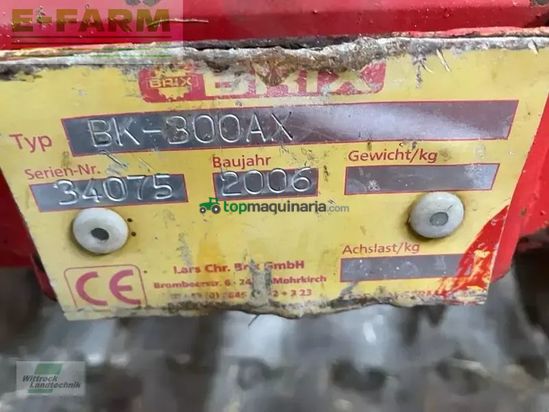 E-FARM
BRIX BRIX
Typ BK-300AX
Serien-Nr. Baujahr Gewicht/kg
34075 2006
topmaquinaria.com
Achslast/kg
CE Lars Chr. Brix GmbH
Wittrock
Landtechnik